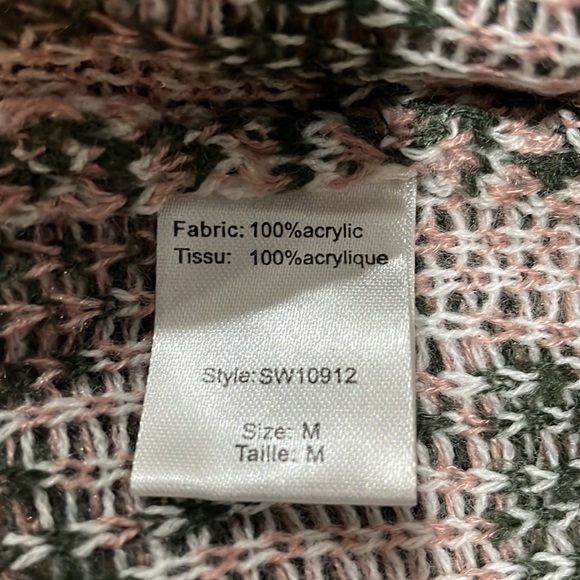 Fabric: 100%acrylic
Tissu: 100%acrylique
Style:SW10912
Size: M
Taille: M